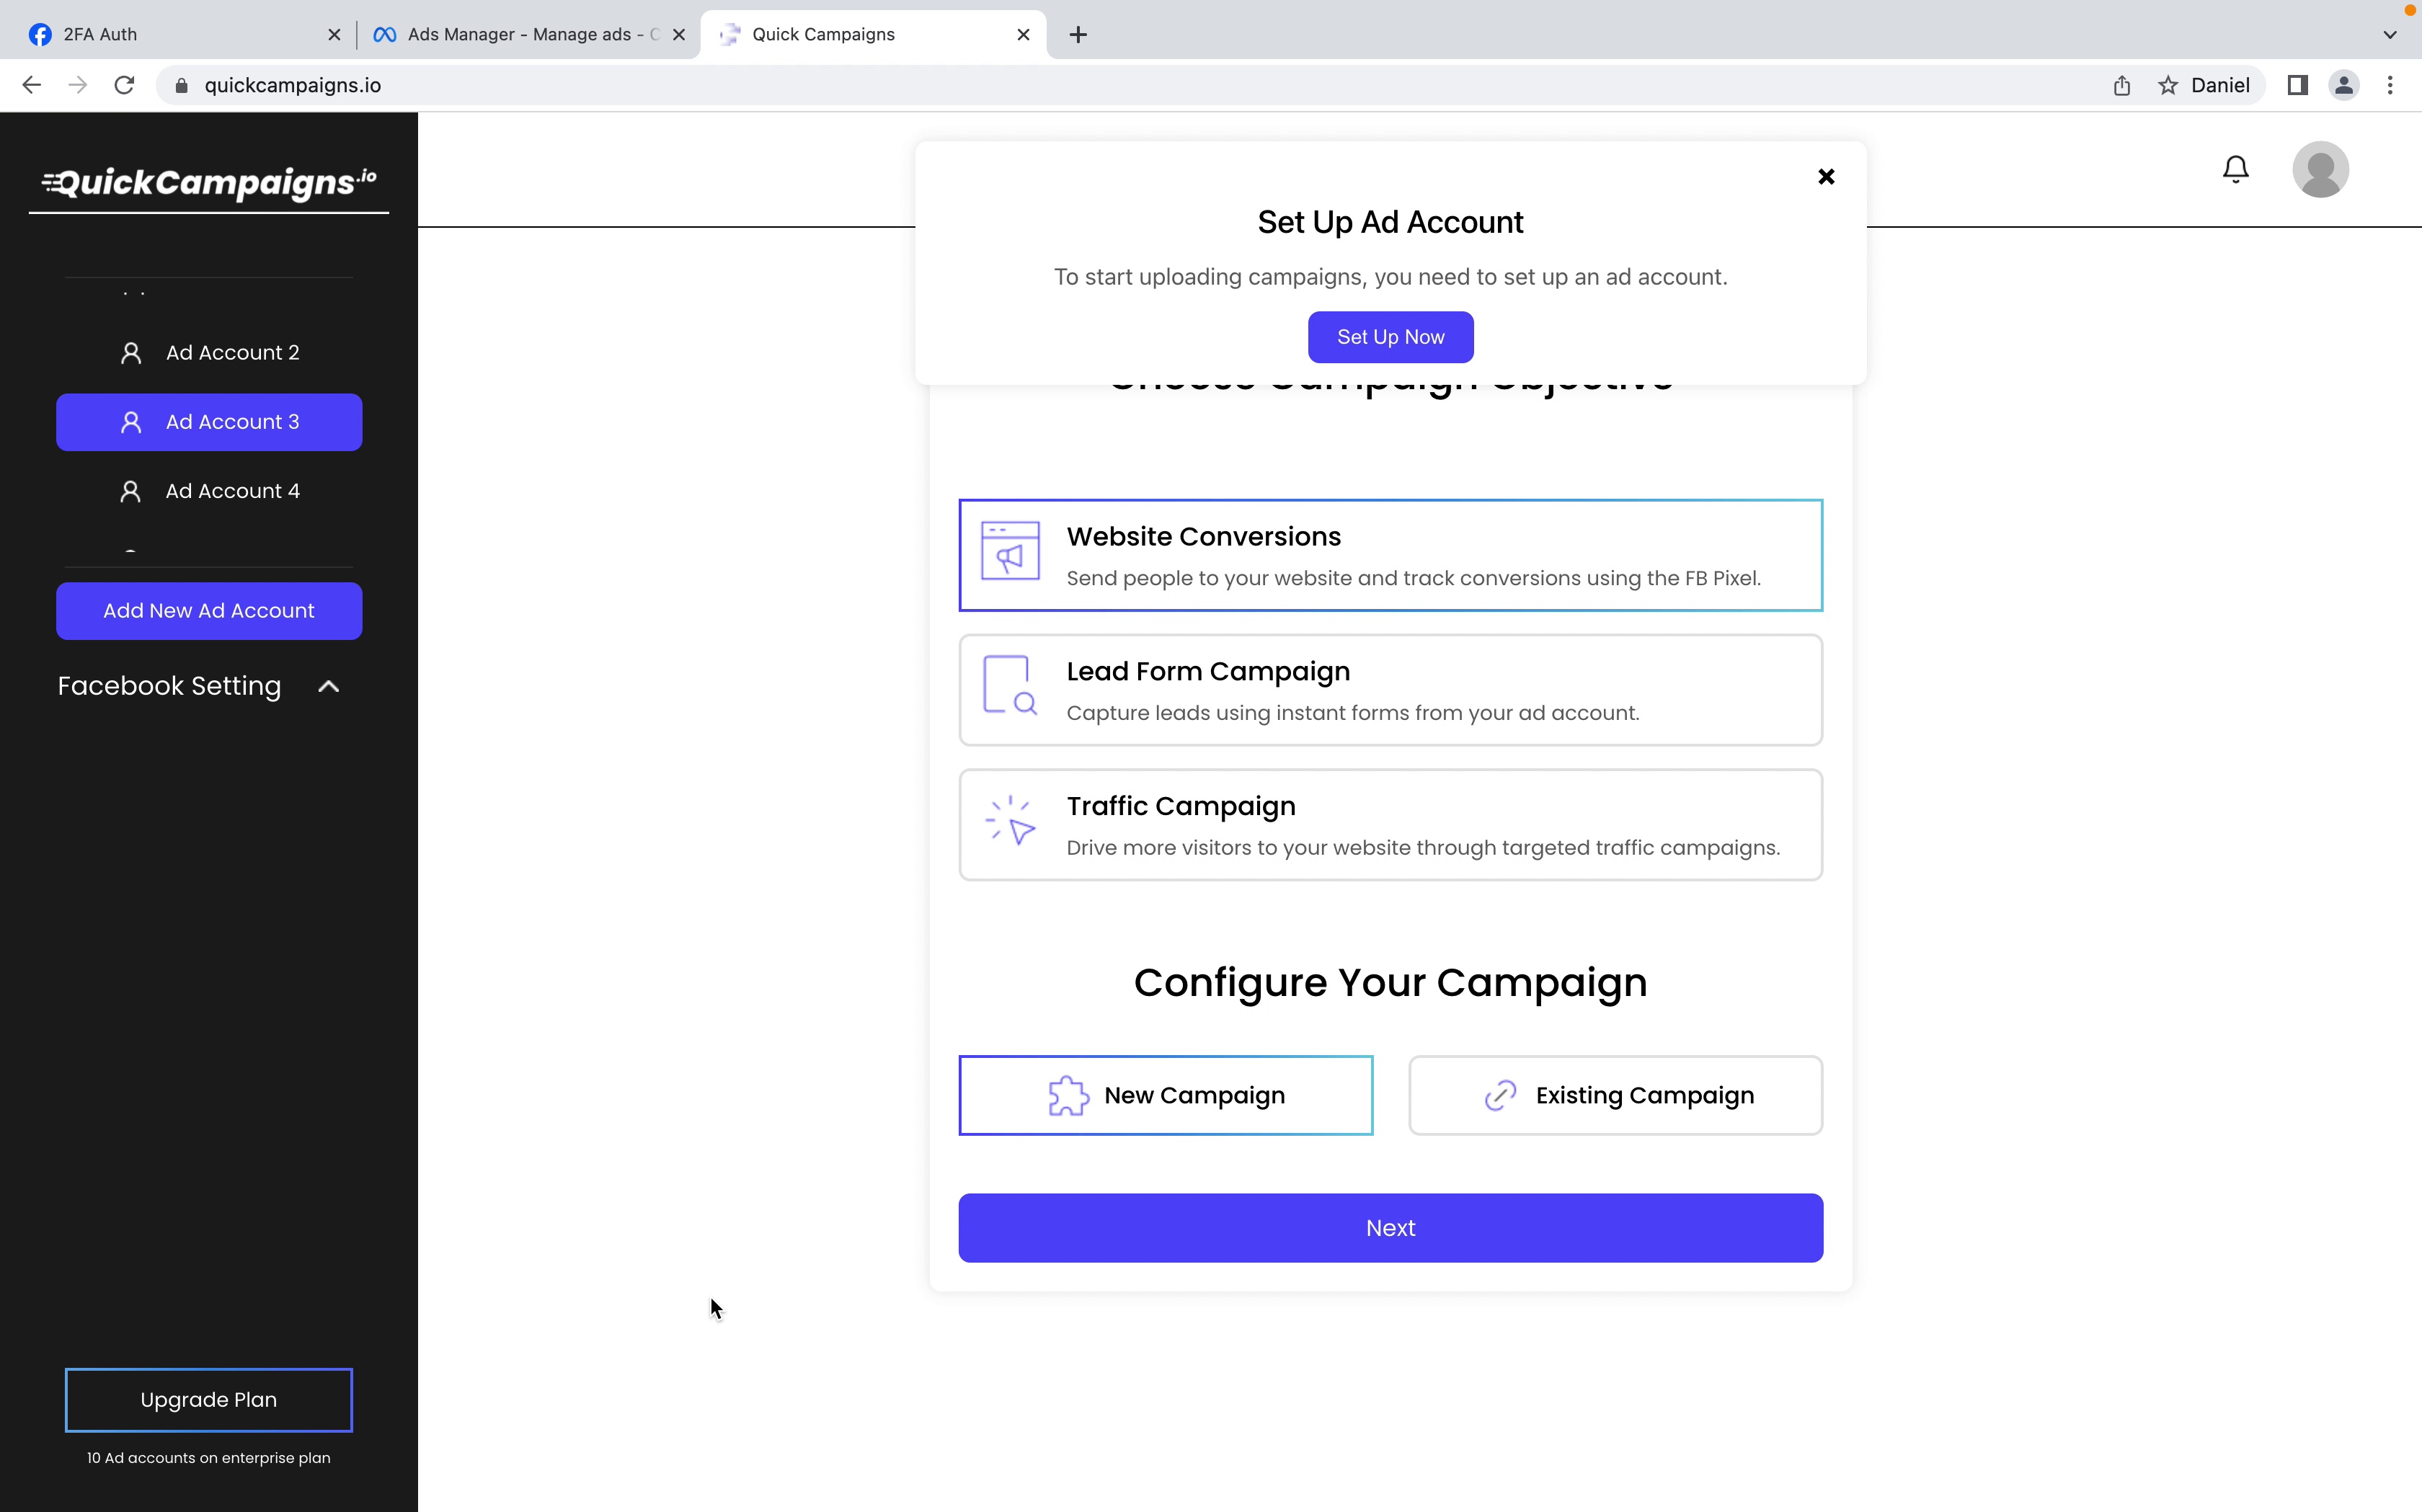 2FA Auth
Ads Manager - Manage ads - C
Quick Campaigns
quickcampaigns.io
Daniel
QuickCampaigns.io
Ad Account 2
Ad Account 3
Ad Account 4
Add New Ad Account
Facebook Setting
Upgrade Plan
10 Ad accounts on enterprise plan
Set Up Ad Account
To start uploading campaigns, you need to set up an ad account.
Set Up Now
Choose Campaign Objective
Website Conversions
Send people to your website and track conversions using the FB Pixel.
Lead Form Campaign
Capture leads using instant forms from your ad account.
Traffic Campaign
Drive more visitors to your website through targeted traffic campaigns.
Configure Your Campaign
New Campaign
Existing Campaign
Next